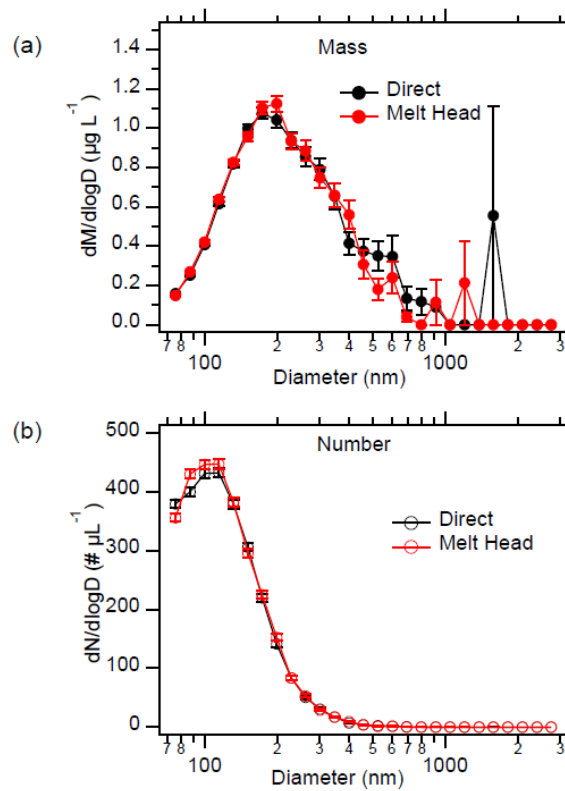 (a)
Mass
Direct
Melt Head
dM/dlogD (µg L⁻¹)
1.4
1.2
1.0
0.8
0.6
0.4
0.2
0.0
7 8 100 2 3 4 5 6 7 8 1000 2 3
Diameter (nm)
(b)
Number
Direct
Melt Head
dN/dlogD (# µL⁻¹)
500
400
300
200
100
0
7 8 100 2 3 4 5 6 7 8 1000 2 3
Diameter (nm)